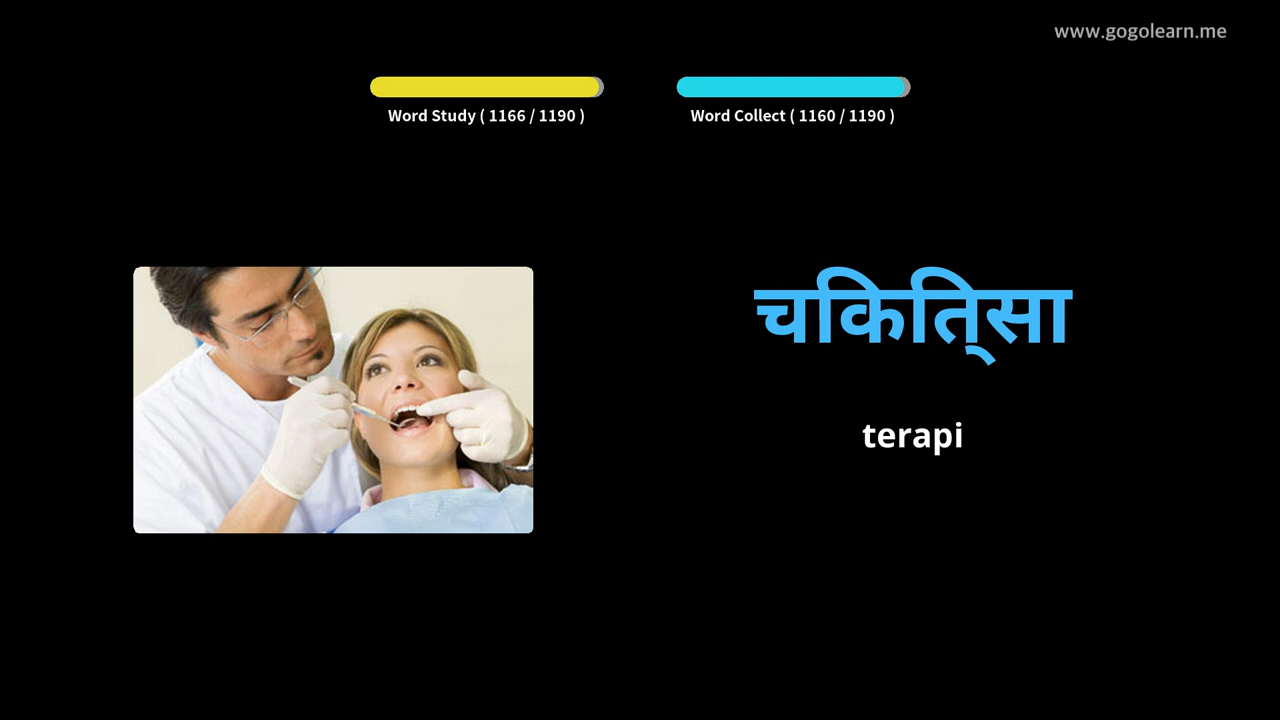 www.gogolearn.me
Word Study ( 1166 / 1190 )
Word Collect ( 1160 / 1190 )
चकिति्सा
terapi